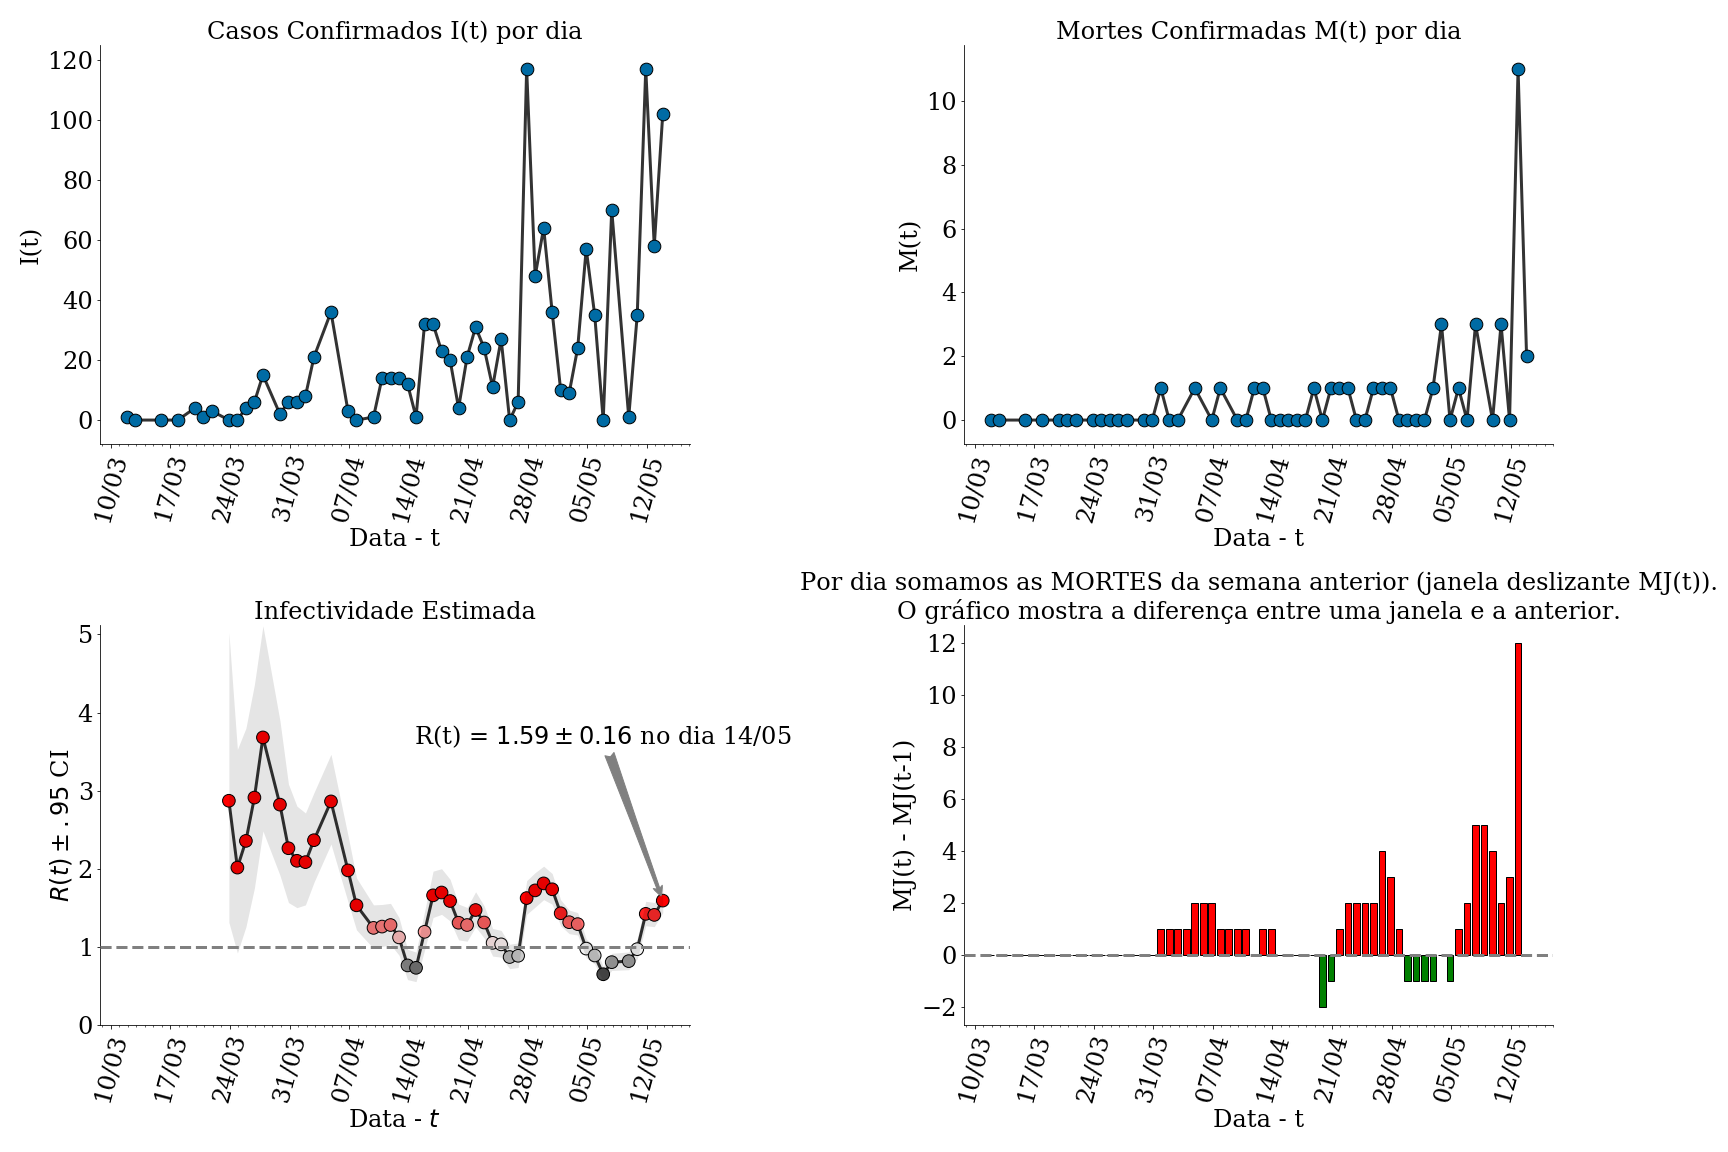 Casos Confirmados I(t) por dia
I(t)
120
100
80
60
40
20
0
10/03 17/03 24/03 31/03 07/04 14/04 21/04 28/04 05/05 12/05
Data - t
Mortes Confirmadas M(t) por dia
M(t)
10
8
6
4
2
0
10/03 17/03 24/03 31/03 07/04 14/04 21/04 28/04 05/05 12/05
Data - t
Infectividade Estimada
R(t) ± .95 CI
5
4
3
2
1
0
R(t) = 1.59 ± 0.16 no dia 14/05
10/03 17/03 24/03 31/03 07/04 14/04 21/04 28/04 05/05 12/05
Data - t
Por dia somamos as MORTES da semana anterior (janela deslizante MJ(t)).
O gráfico mostra a diferença entre uma janela e a anterior.
MJ(t) - MJ(t-1)
12
10
8
6
4
2
0
−2
10/03 17/03 24/03 31/03 07/04 14/04 21/04 28/04 05/05 12/05
Data - t